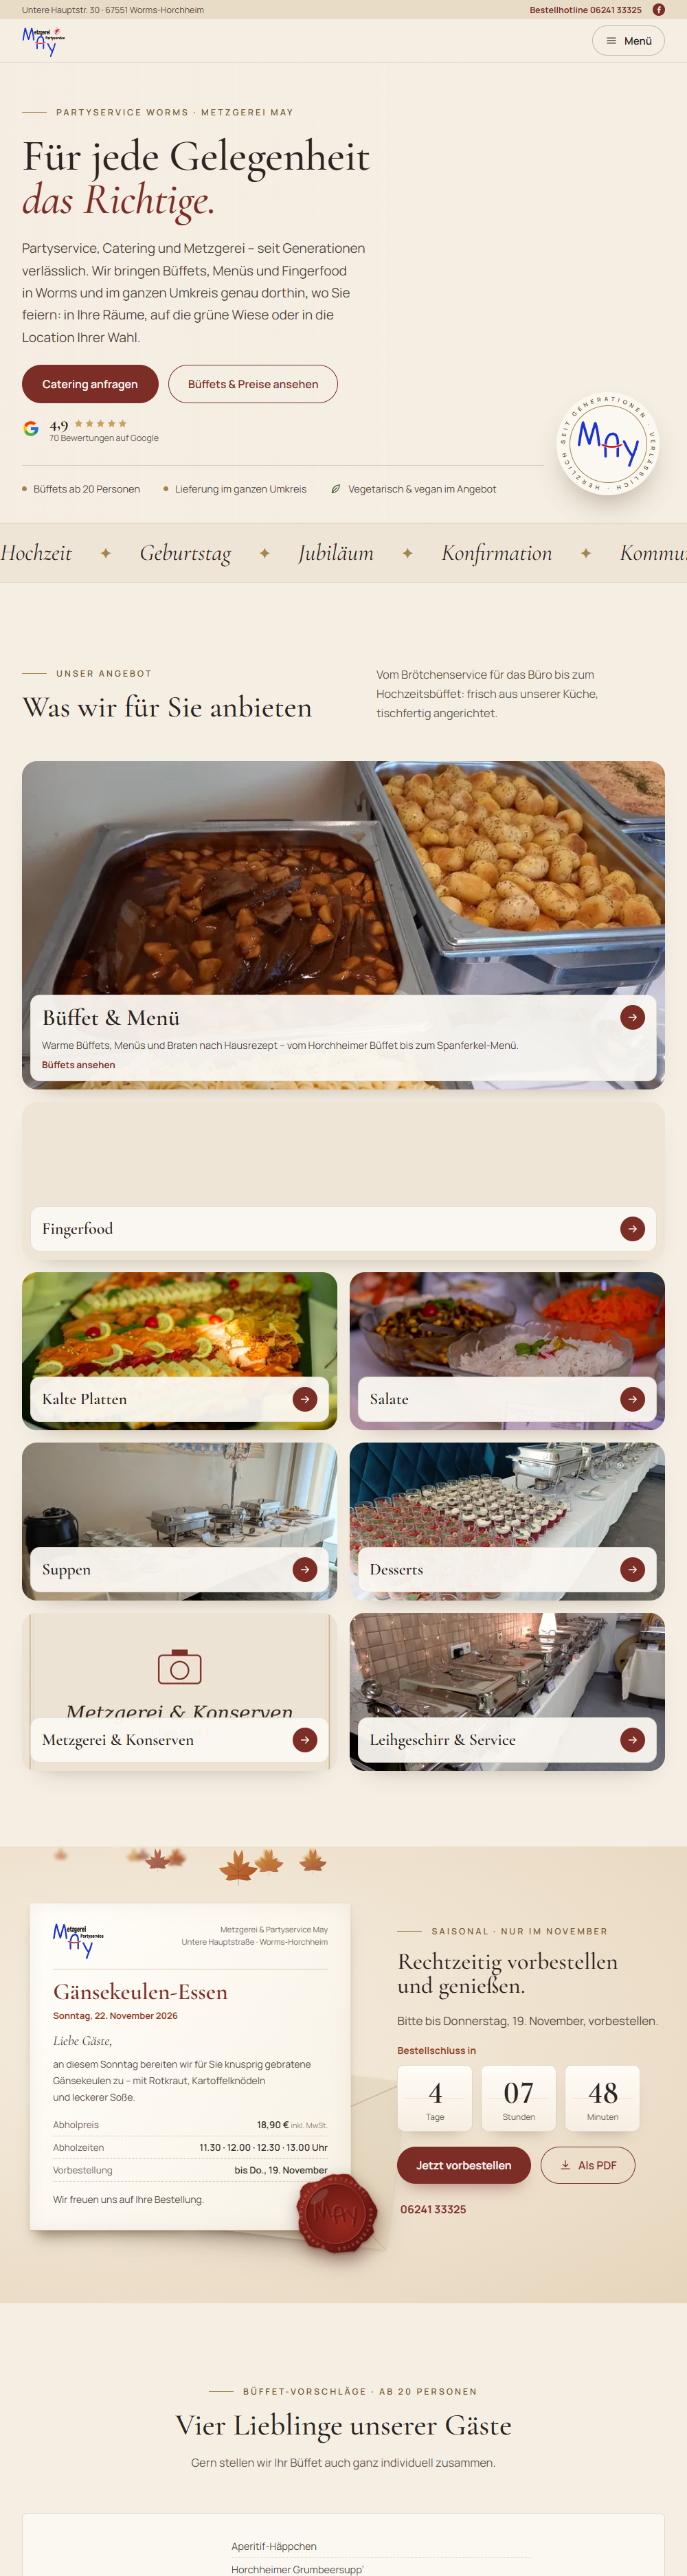 Untere Hauptstr. 30 · 67551 Worms-Horchheim
Bestellhotline 06241 33325
Metzgerei
Partyservice
MAy
Menü
PARTYSERVICE WORMS · METZGEREI MAY
Für jede Gelegenheit
das Richtige.
Partyservice, Catering und Metzgerei – seit Generationen
verlässlich. Wir bringen Büffets, Menüs und Fingerfood
in Worms und im ganzen Umkreis genau dorthin, wo Sie
feiern: in Ihre Räume, auf die grüne Wiese oder in die
Location Ihrer Wahl.
Catering anfragen
Büffets & Preise ansehen
4,9
70 Bewertungen auf Google
SEIT GENERATIONEN · VERLÄSSLICH · HERZLICH ·
MAy
Büffets ab 20 Personen
Lieferung im ganzen Umkreis
Vegetarisch & vegan im Angebot
Hochzeit ✦ Geburtstag ✦ Jubiläum ✦ Konfirmation ✦ Kommu
UNSER ANGEBOT
Was wir für Sie anbieten
Vom Brötchenservice für das Büro bis zum
Hochzeitsbüffet: frisch aus unserer Küche,
tischfertig angerichtet.
Büffet & Menü
Warme Büffets, Menüs und Braten nach Hausrezept – vom Horchheimer Büffet bis zum Spanferkel-Menü.
Büffets ansehen
Fingerfood
Kalte Platten
Salate
Suppen
Desserts
Metzgerei & Konserven
Metzgerei & Konserven
Leihgeschirr & Service
Metzgerei
Partyservice
MAy
Metzgerei & Partyservice May
Untere Hauptstraße · Worms-Horchheim
Gänsekeulen-Essen
Sonntag, 22. November 2026
Liebe Gäste,
an diesem Sonntag bereiten wir für Sie knusprig gebratene
Gänsekeulen zu – mit Rotkraut, Kartoffelknödeln
und leckerer Soße.
Abholpreis 18,90 € inkl. MwSt.
Abholzeiten 11.30 · 12.00 · 12.30 · 13.00 Uhr
Vorbestellung bis Do., 19. November
Wir freuen uns auf Ihre Bestellung.
MAY
SAISONAL · NUR IM NOVEMBER
Rechtzeitig vorbestellen
und genießen.
Bitte bis Donnerstag, 19. November, vorbestellen.
Bestellschluss in
4 07 48
Tage Stunden Minuten
Jetzt vorbestellen
Als PDF
06241 33325
BÜFFET-VORSCHLÄGE · AB 20 PERSONEN
Vier Lieblinge unserer Gäste
Gern stellen wir Ihr Büffet auch ganz individuell zusammen.
Aperitif-Häppchen
Horchheimer Grumbeersupp'